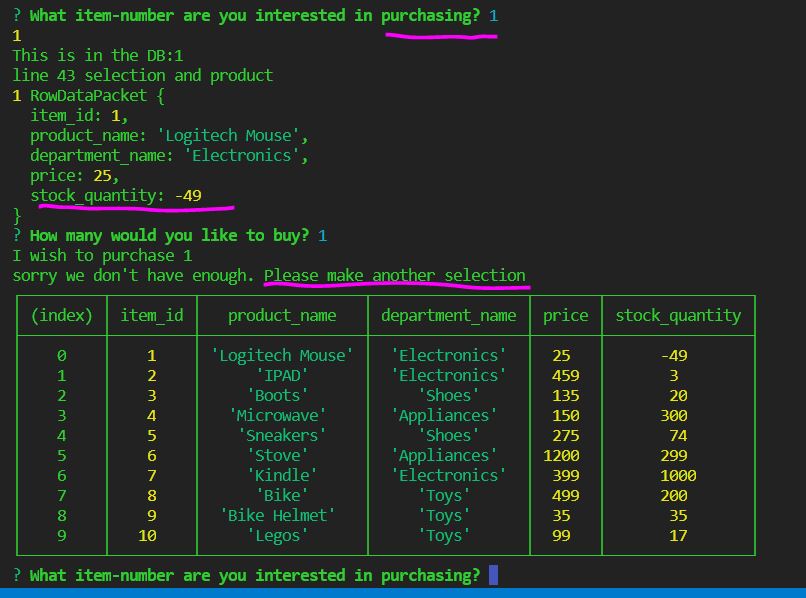 ? What item-number are you interested in purchasing? 1
1
This is in the DB:1
line 43 selection and product
1 RowDataPacket {
item_id: 1,
product_name: 'Logitech Mouse',
department_name: 'Electronics',
price: 25,
stock_quantity: -49
}
? How many would you like to buy? 1
I wish to purchase 1
sorry we don't have enough. Please make another selection
(index) item_id product_name department_name price stock_quantity
0 1 'Logitech Mouse' 'Electronics' 25 -49
1 2 'IPAD' 'Electronics' 459 3
2 3 'Boots' 'Shoes' 135 20
3 4 'Microwave' 'Appliances' 150 300
4 5 'Sneakers' 'Shoes' 275 74
5 6 'Stove' 'Appliances' 1200 299
6 7 'Kindle' 'Electronics' 399 1000
7 8 'Bike' 'Toys' 499 200
8 9 'Bike Helmet' 'Toys' 35 35
9 10 'Legos' 'Toys' 99 17
? What item-number are you interested in purchasing?